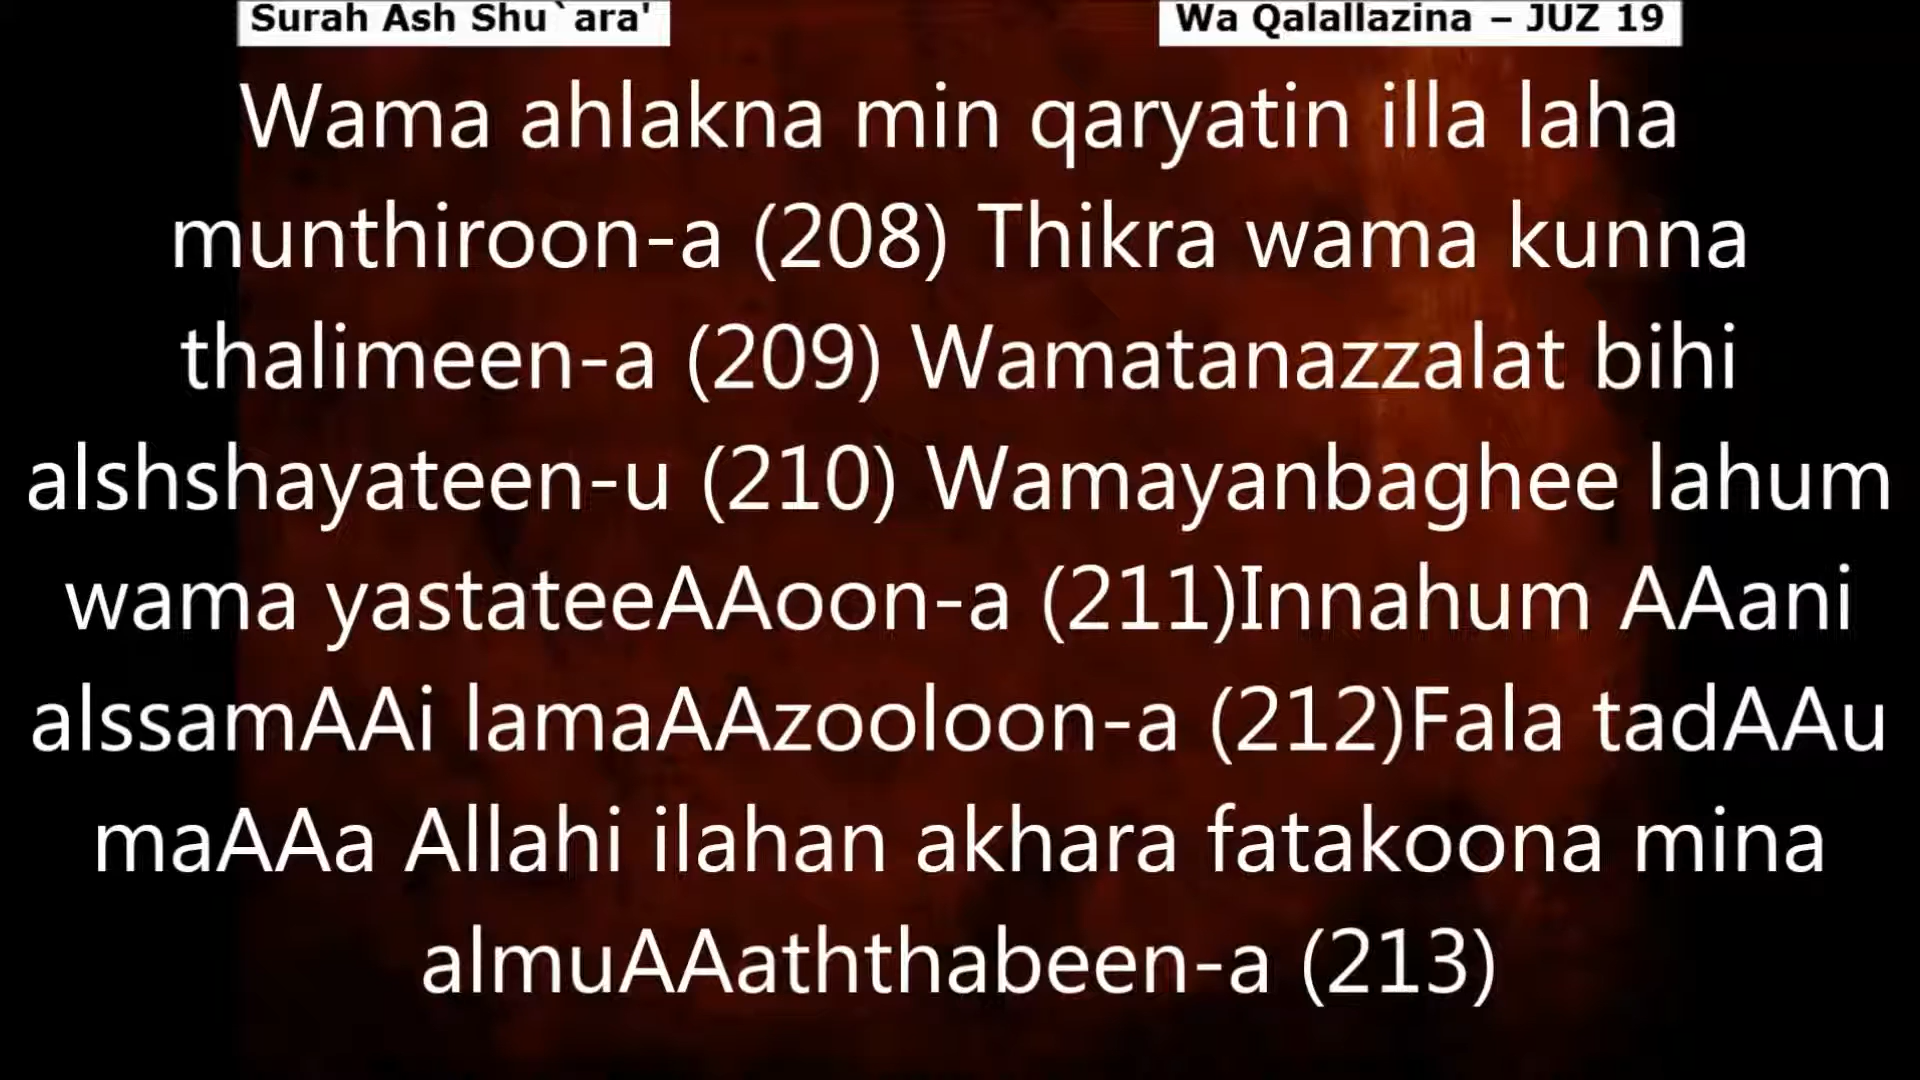 Surah Ash Shu`ara'
Wa Qalallazina – JUZ 19
Wama ahlakna min qaryatin illa laha
munthiroon-a (208) Thikra wama kunna
thalimeen-a (209) Wamatanazzalat bihi
alshshayateen-u (210) Wamayanbaghee lahum
wama yastateeAAoon-a (211)Innahum AAani
alssamAAi lamaAAzooloon-a (212)Fala tadAAu
maAAa Allahi ilahan akhara fatakoona mina
almuAAaththabeen-a (213)